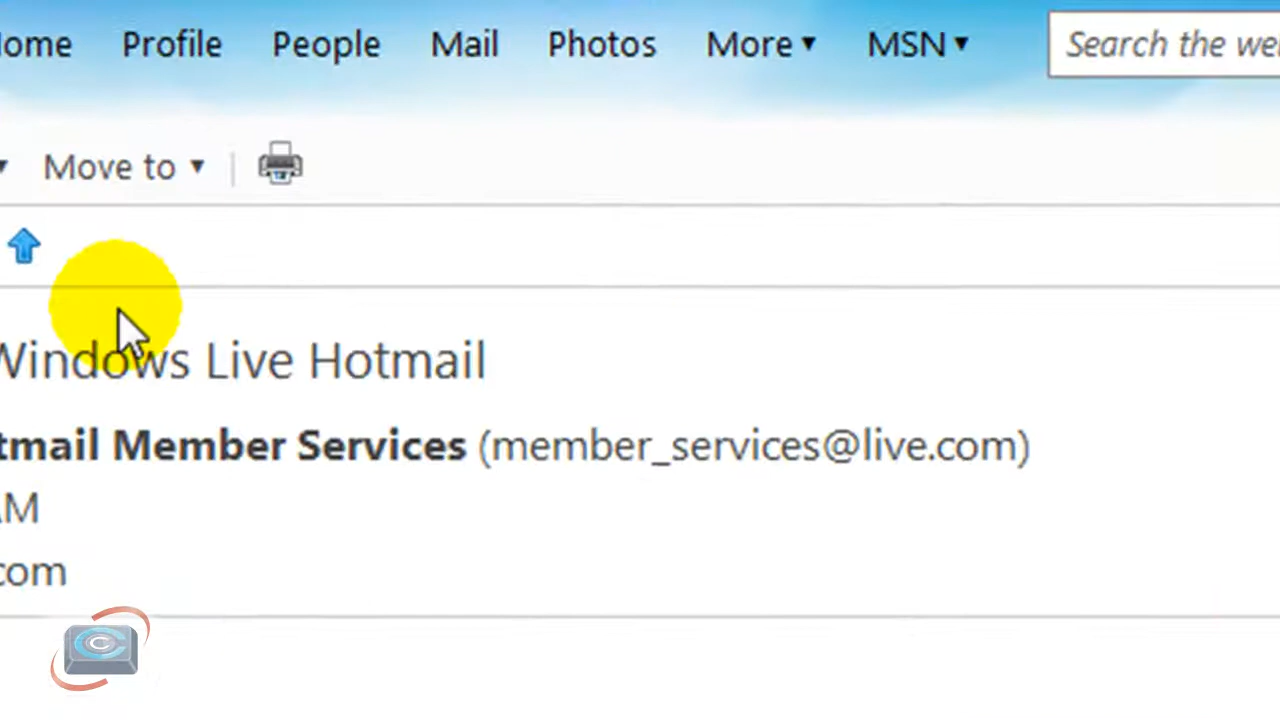 ome Profile People Mail Photos More MSN Search the we
Move to
Windows Live Hotmail
tmail Member Services (member_services@live.com)
AM
com
C